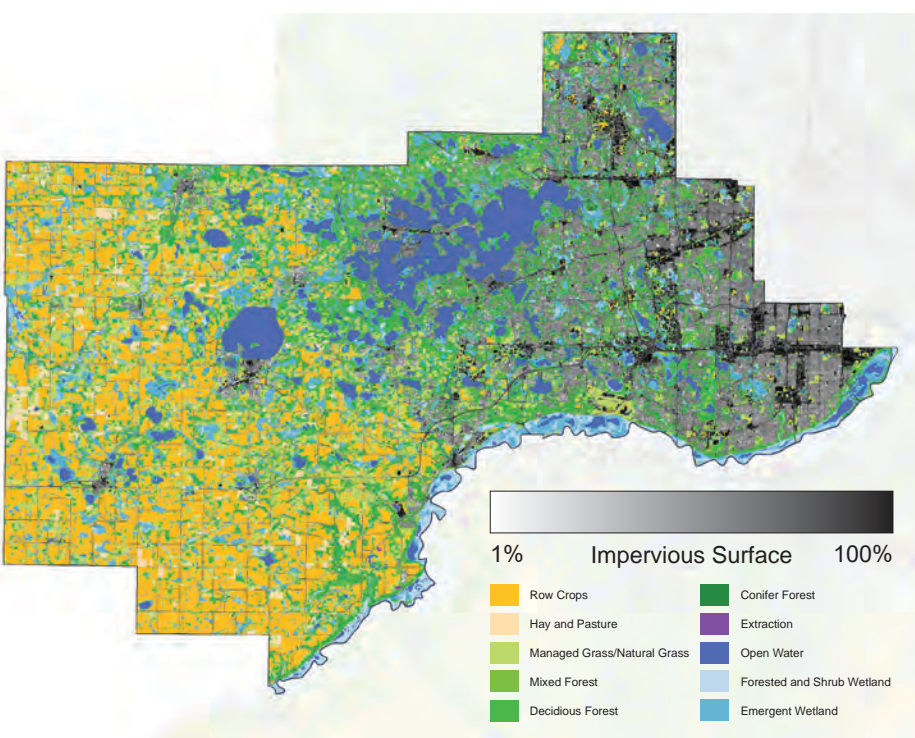 1% Impervious Surface 100%
Row Crops
Hay and Pasture
Managed Grass/Natural Grass
Mixed Forest
Decidious Forest
Conifer Forest
Extraction
Open Water
Forested and Shrub Wetland
Emergent Wetland